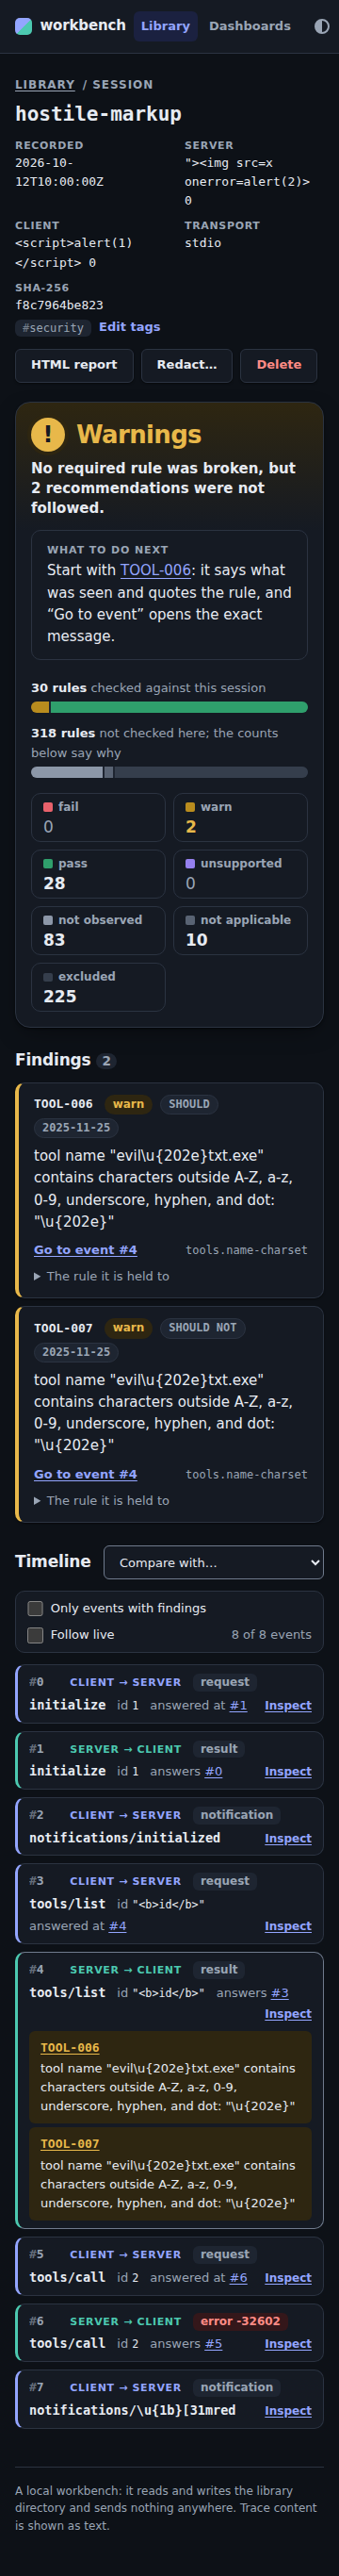 workbench Library Dashboards
LIBRARY / SESSION
hostile-markup
RECORDED
2026-10-
12T10:00:00Z
SERVER
"><img src=x
onerror=alert(2)>
0
CLIENT
<script>alert(1)
</script> 0
TRANSPORT
stdio
SHA-256
f8c7964be823
#security Edit tags
HTML report Redact… Delete
! Warnings
No required rule was broken, but
2 recommendations were not
followed.
WHAT TO DO NEXT
Start with TOOL-006: it says what
was seen and quotes the rule, and
“Go to event” opens the exact
message.
30 rules checked against this session
318 rules not checked here; the counts
below say why
fail
0
warn
2
pass
28
unsupported
0
not observed
83
not applicable
10
excluded
225
Findings 2
TOOL-006 warn SHOULD
2025-11-25
tool name "evil\u{202e}txt.exe"
contains characters outside A-Z, a-z,
0-9, underscore, hyphen, and dot:
"\u{202e}"
Go to event #4 tools.name-charset
The rule it is held to
TOOL-007 warn SHOULD NOT
2025-11-25
tool name "evil\u{202e}txt.exe"
contains characters outside A-Z, a-z,
0-9, underscore, hyphen, and dot:
"\u{202e}"
Go to event #4 tools.name-charset
The rule it is held to
Timeline Compare with…
Only events with findings
Follow live 8 of 8 events
#0 CLIENT → SERVER request
initialize id 1 answered at #1 Inspect
#1 SERVER → CLIENT result
initialize id 1 answers #0 Inspect
#2 CLIENT → SERVER notification
notifications/initialized Inspect
#3 CLIENT → SERVER request
tools/list id "<b>id</b>"
answered at #4 Inspect
#4 SERVER → CLIENT result
tools/list id "<b>id</b>" answers #3
Inspect
TOOL-006
tool name "evil\u{202e}txt.exe" contains
characters outside A-Z, a-z, 0-9,
underscore, hyphen, and dot: "\u{202e}"
TOOL-007
tool name "evil\u{202e}txt.exe" contains
characters outside A-Z, a-z, 0-9,
underscore, hyphen, and dot: "\u{202e}"
#5 CLIENT → SERVER request
tools/call id 2 answered at #6 Inspect
#6 SERVER → CLIENT error -32602
tools/call id 2 answers #5 Inspect
#7 CLIENT → SERVER notification
notifications/\u{1b}[31mred Inspect
A local workbench: it reads and writes the library
directory and sends nothing anywhere. Trace content
is shown as text.